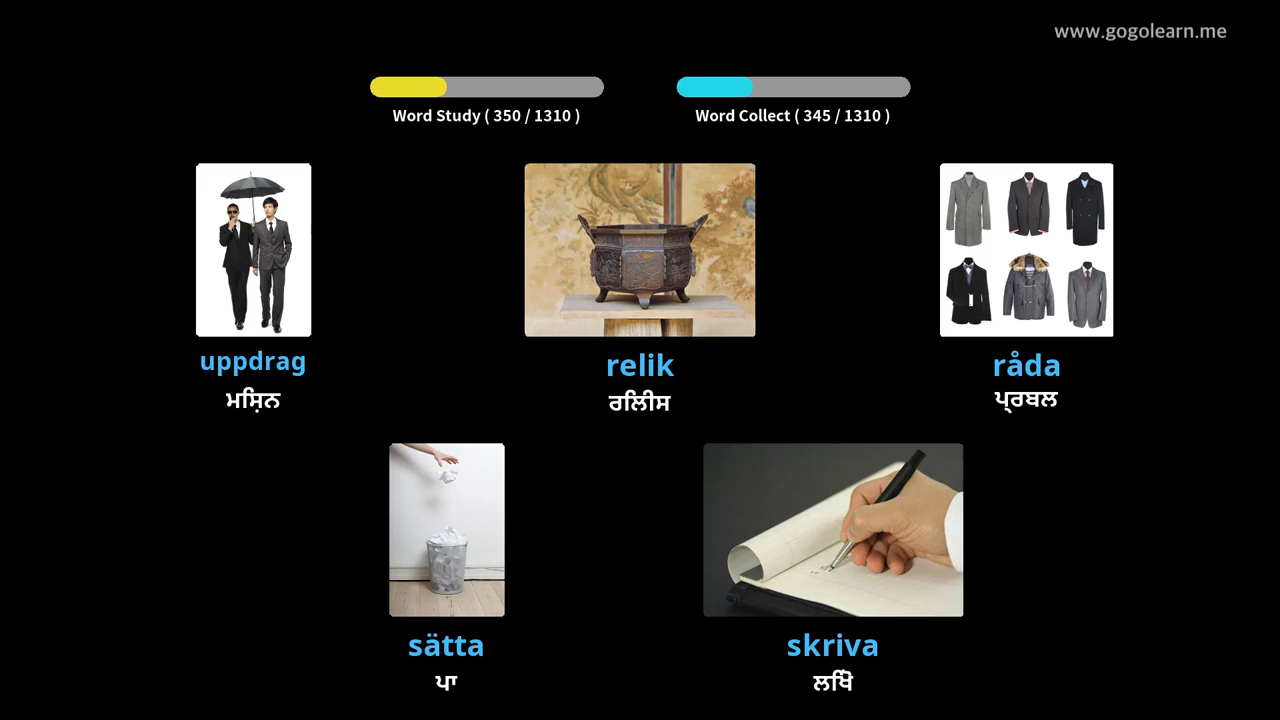 www.gogolearn.me
Word Study ( 350 / 1310 )
Word Collect ( 345 / 1310 )
uppdrag
ਮਸ਼ਿਨ
relik
ਰਲਿੀਸ
råda
ਪ੍ਰਬਲ
sätta
ਪਾ
skriva
ਲਖਿੋ